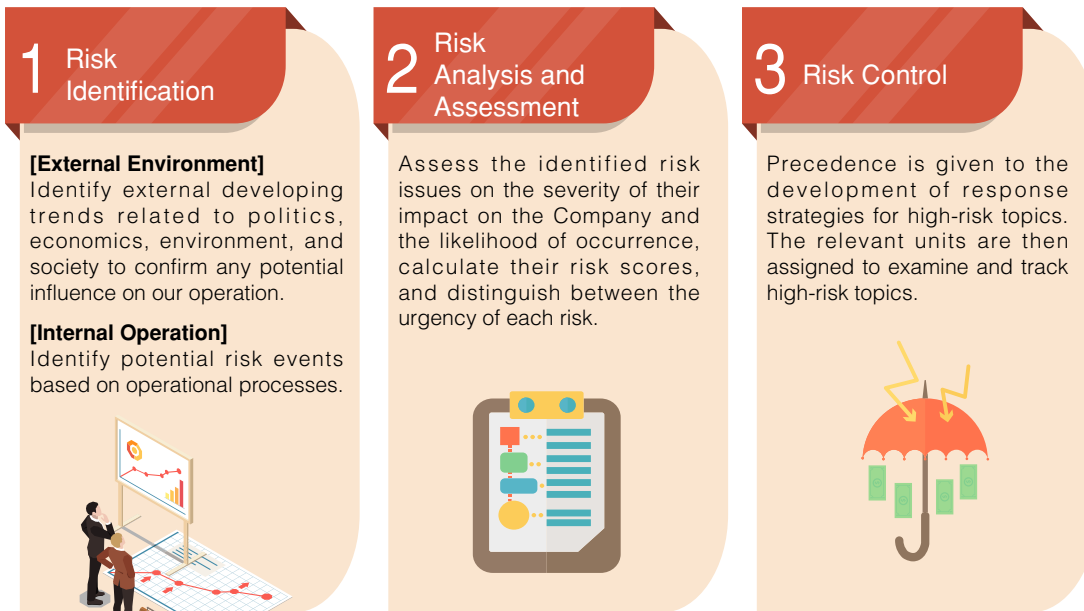 1
Risk
Identification
[External Environment]
Identify external developing
trends related to politics,
economics, environment, and
society to confirm any potential
influence on our operation.
[Internal Operation]
Identify potential risk events
based on operational processes.
2
Risk
Analysis and
Assessment
Assess the identified risk
issues on the severity of their
impact on the Company and
the likelihood of occurrence,
calculate their risk scores,
and distinguish between the
urgency of each risk.
3 Risk Control
Precedence is given to the
development of response
strategies for high-risk topics.
The relevant units are then
assigned to examine and track
high-risk topics.